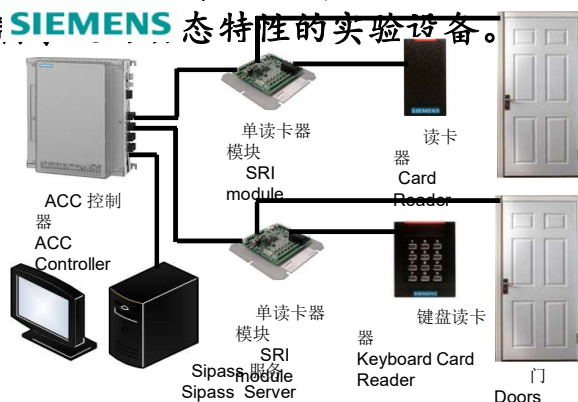 SIEMENS
态特性的实验设备。
单读卡器
模块
SRI
module
读卡
器
Card
Reader
ACC 控制
器
ACC
Controller
单读卡器
模块
SRI
module
键盘读卡
器
Keyboard Card
Reader
Sipass 服务
Sipass Server
门
Doors
SIEMENS
SIEMENS